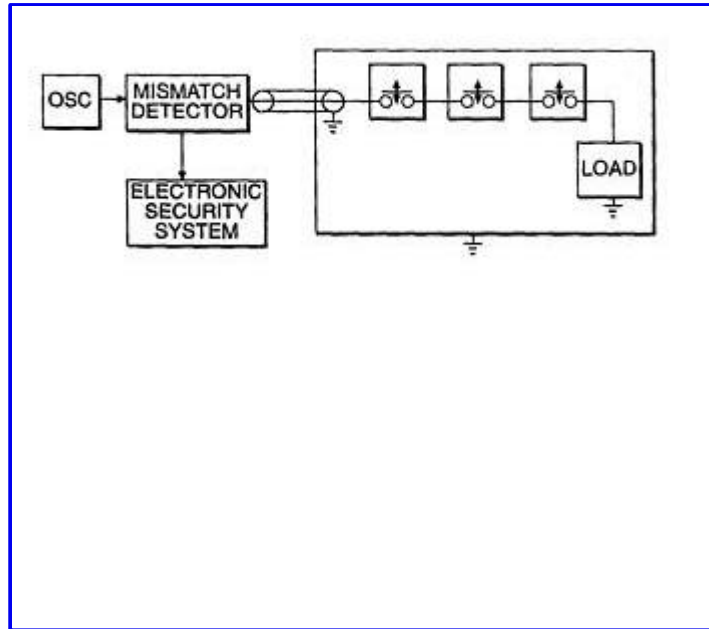 OSC
MISMATCH
DETECTOR
ELECTRONIC
SECURITY
SYSTEM
LOAD